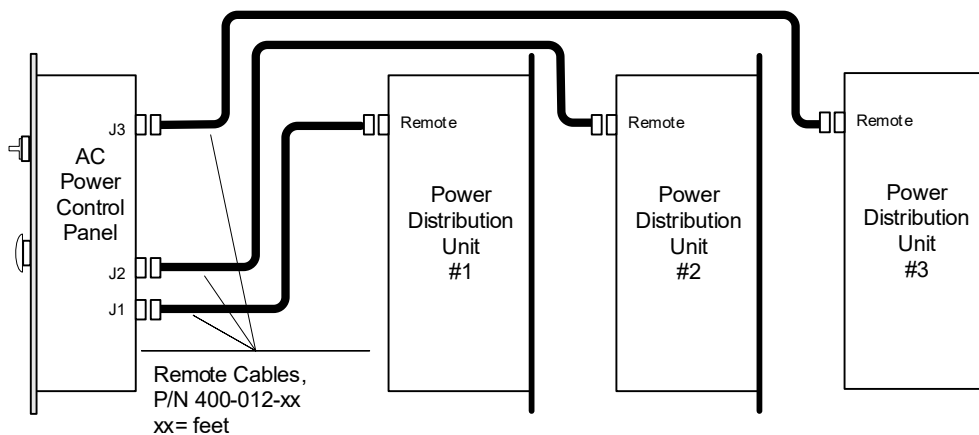 J3
AC
Power
Control
Panel
J2
J1
Remote
Power
Distribution
Unit
#1
Remote
Power
Distribution
Unit
#2
Remote
Power
Distribution
Unit
#3
Remote Cables,
P/N 400-012-xx
xx= feet